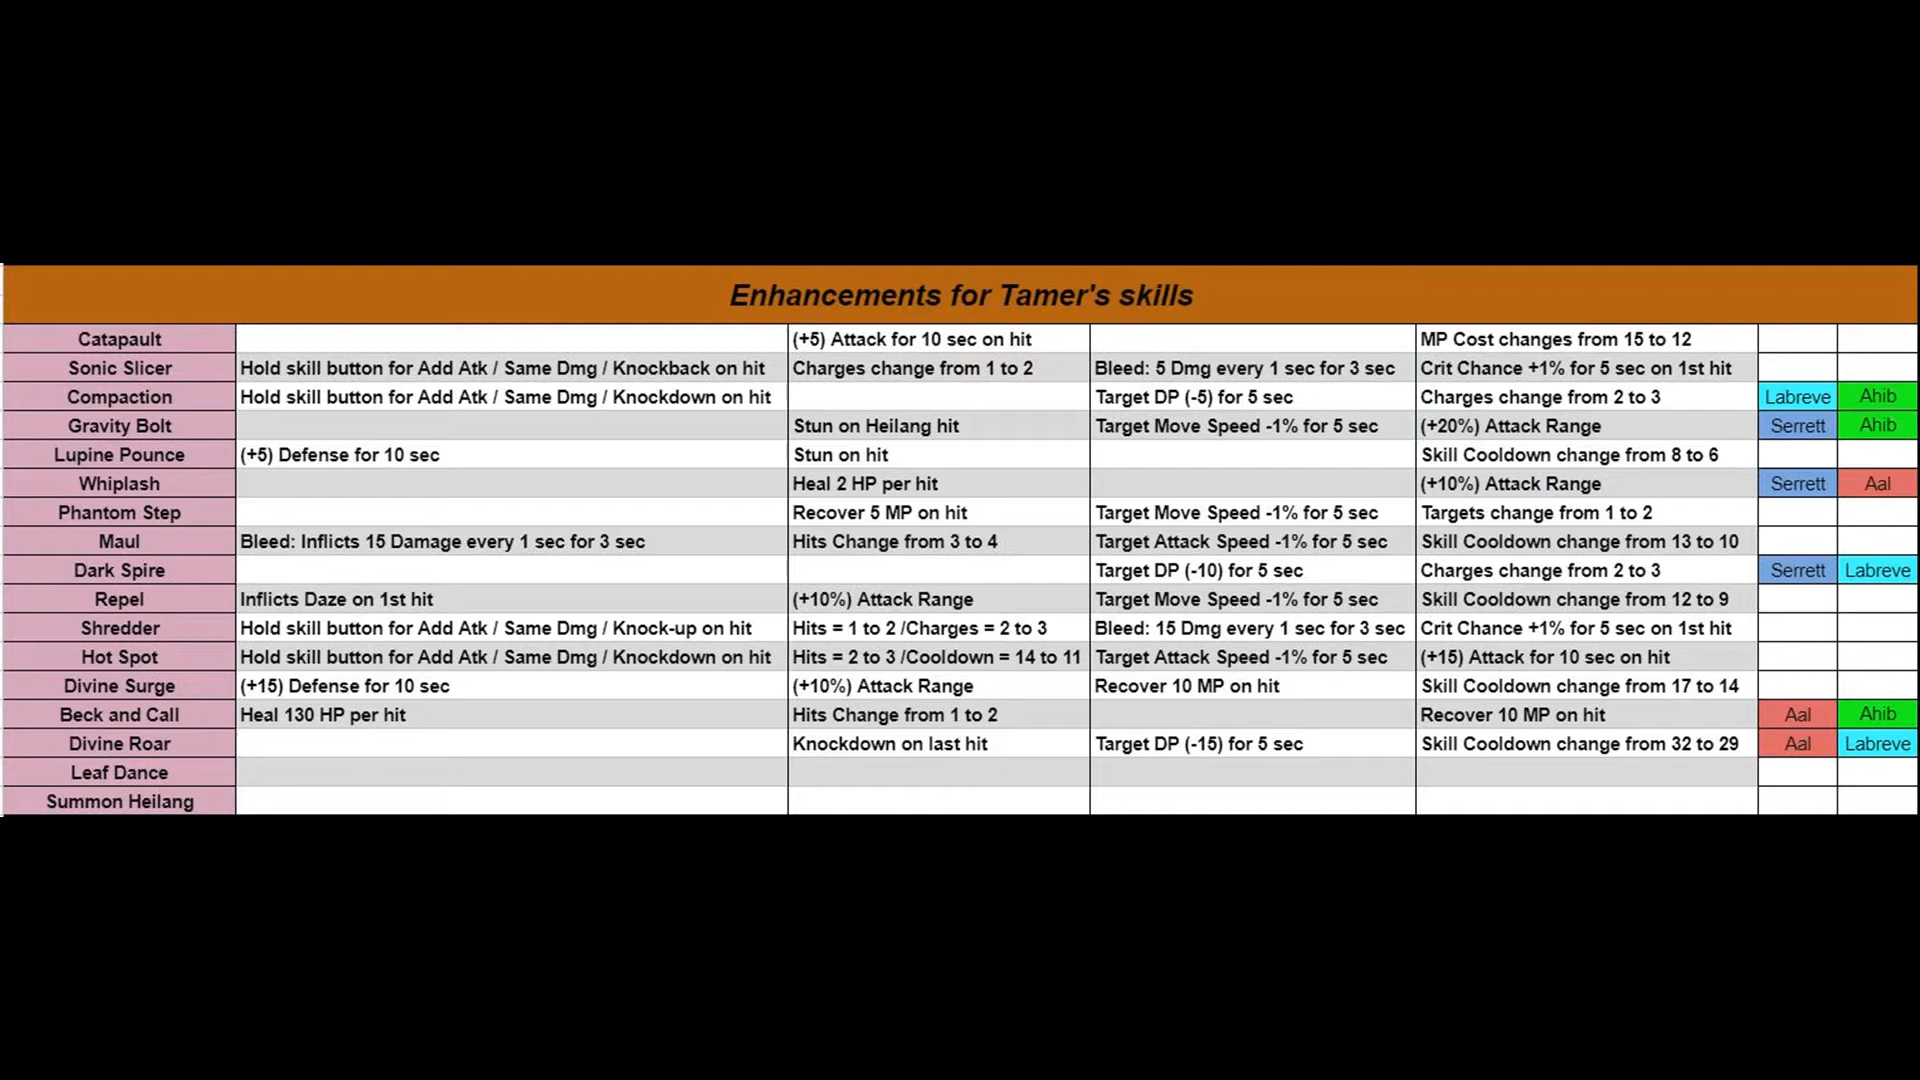 Enhancements for Tamer's skills
Catapault (+5) Attack for 10 sec on hit MP Cost changes from 15 to 12
Sonic Slicer Hold skill button for Add Atk / Same Dmg / Knockback on hit Charges change from 1 to 2 Bleed: 5 Dmg every 1 sec for 3 sec Crit Chance +1% for 5 sec on 1st hit
Compaction Hold skill button for Add Atk / Same Dmg / Knockdown on hit Target DP (-5) for 5 sec Charges change from 2 to 3 Labreve Ahib
Gravity Bolt Stun on Heilang hit Target Move Speed -1% for 5 sec (+20%) Attack Range Serrett Ahib
Lupine Pounce (+5) Defense for 10 sec Stun on hit Skill Cooldown change from 8 to 6
Whiplash Heal 2 HP per hit (+10%) Attack Range Serrett Aal
Phantom Step Recover 5 MP on hit Target Move Speed -1% for 5 sec Targets change from 1 to 2
Maul Bleed: Inflicts 15 Damage every 1 sec for 3 sec Hits Change from 3 to 4 Target Attack Speed -1% for 5 sec Skill Cooldown change from 13 to 10
Dark Spire Target DP (-10) for 5 sec Charges change from 2 to 3 Serrett Labreve
Repel Inflicts Daze on 1st hit (+10%) Attack Range Target Move Speed -1% for 5 sec Skill Cooldown change from 12 to 9
Shredder Hold skill button for Add Atk / Same Dmg / Knock-up on hit Hits = 1 to 2 /Charges = 2 to 3 Bleed: 15 Dmg every 1 sec for 3 sec Crit Chance +1% for 5 sec on 1st hit
Hot Spot Hold skill button for Add Atk / Same Dmg / Knockdown on hit Hits = 2 to 3 /Cooldown = 14 to 11 Target Attack Speed -1% for 5 sec (+15) Attack for 10 sec on hit
Divine Surge (+15) Defense for 10 sec (+10%) Attack Range Recover 10 MP on hit Skill Cooldown change from 17 to 14
Beck and Call Heal 130 HP per hit Hits Change from 1 to 2 Recover 10 MP on hit Aal Ahib
Divine Roar Knockdown on last hit Target DP (-15) for 5 sec Skill Cooldown change from 32 to 29 Aal Labreve
Leaf Dance
Summon Heilang